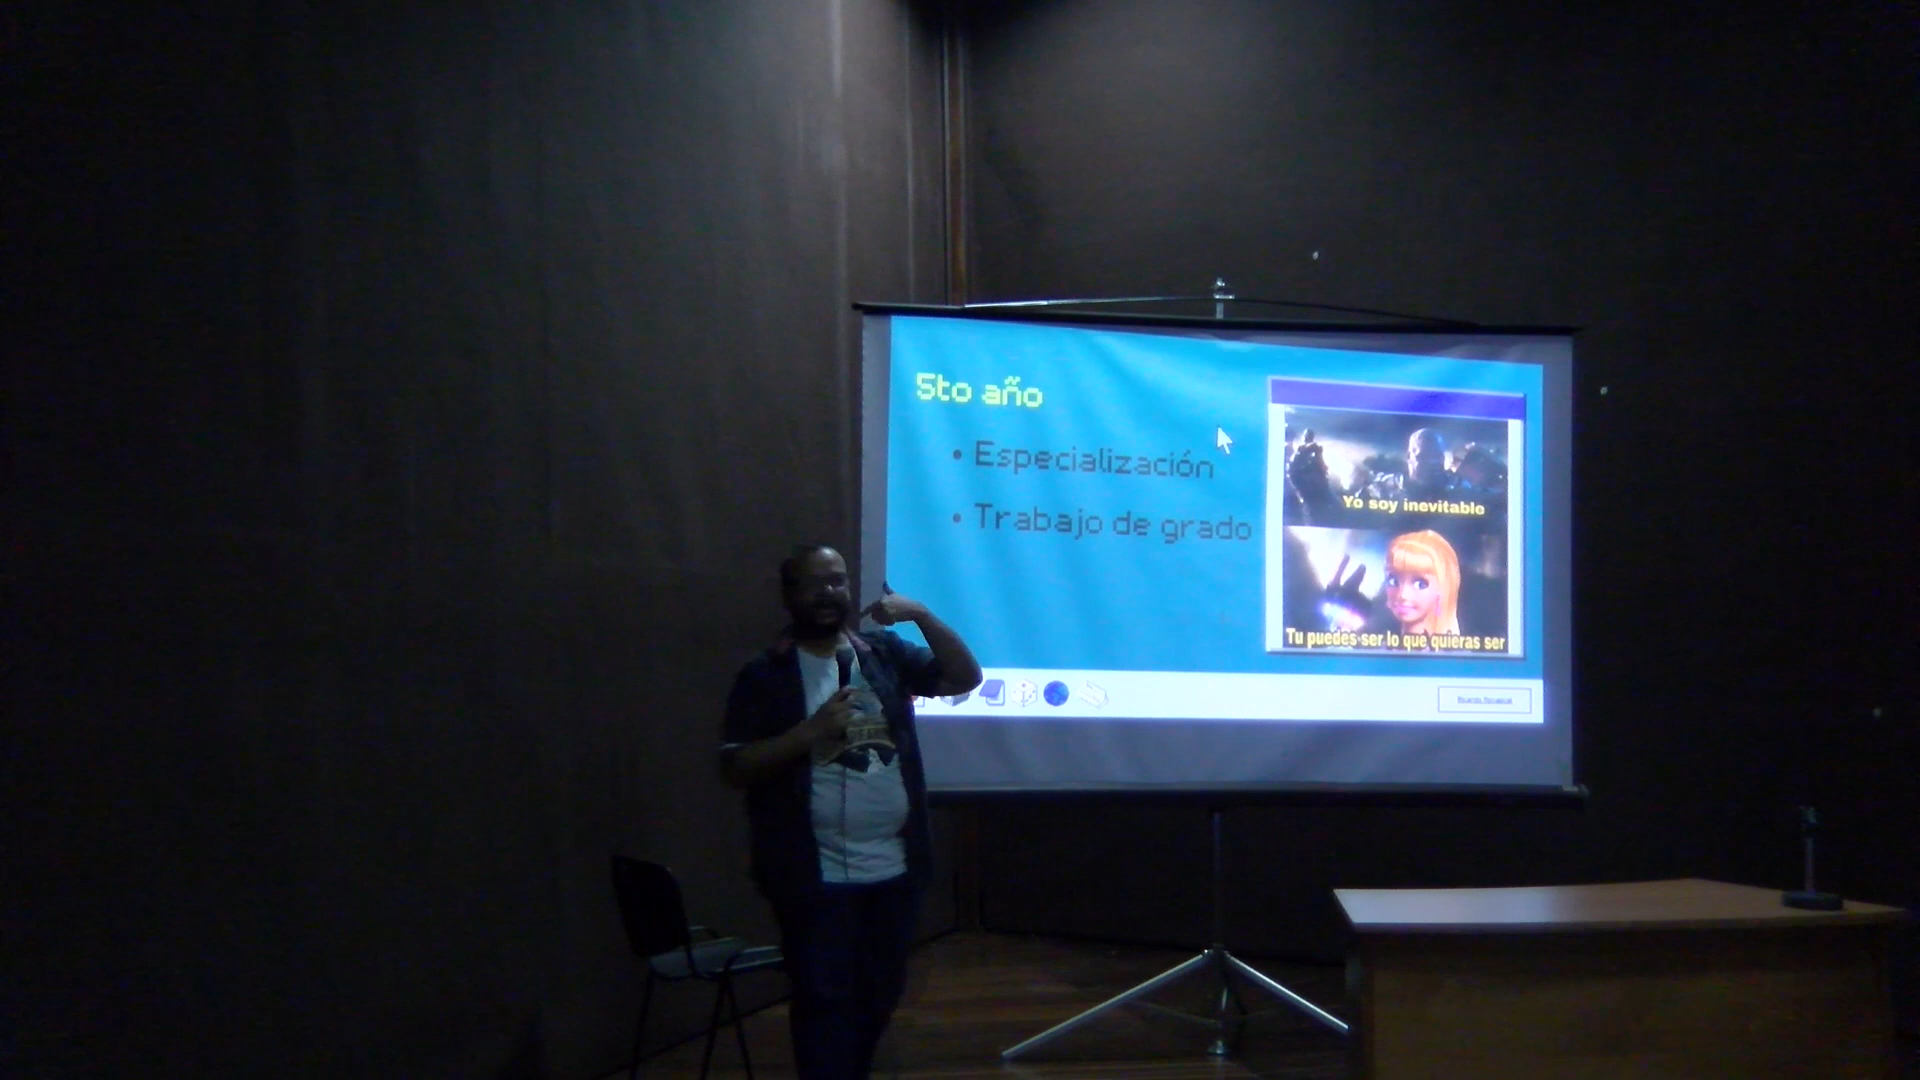 5to año
• Especialización
• Trabajo de grado
Yo soy inevitable
Tu puedes ser lo que quieras ser